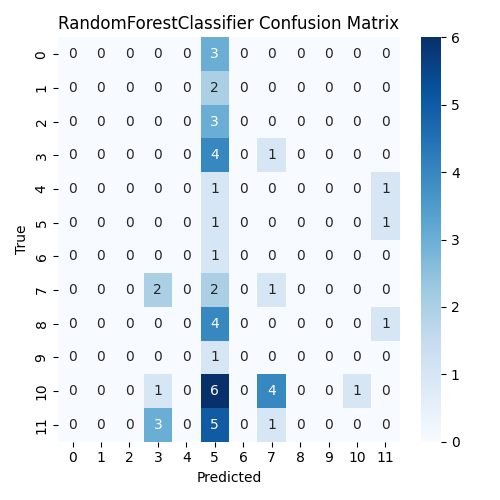 RandomForestClassifier Confusion Matrix
0 0 0 0 0 0 3 0 0 0 0 0 0
1 0 0 0 0 0 2 0 0 0 0 0 0
2 0 0 0 0 0 3 0 0 0 0 0 0
3 0 0 0 0 0 4 0 1 0 0 0 0
4 0 0 0 0 0 1 0 0 0 0 0 1
5 0 0 0 0 0 1 0 0 0 0 0 1
6 0 0 0 0 0 1 0 0 0 0 0 0
7 0 0 0 2 0 2 0 1 0 0 0 0
8 0 0 0 0 0 4 0 0 0 0 0 1
9 0 0 0 0 0 1 0 0 0 0 0 0
10 0 0 0 1 0 6 0 4 0 0 1 0
11 0 0 0 3 0 5 0 1 0 0 0 0
0 1 2 3 4 5 6 7 8 9 10 11
Predicted
True
6
5
4
3
2
1
0